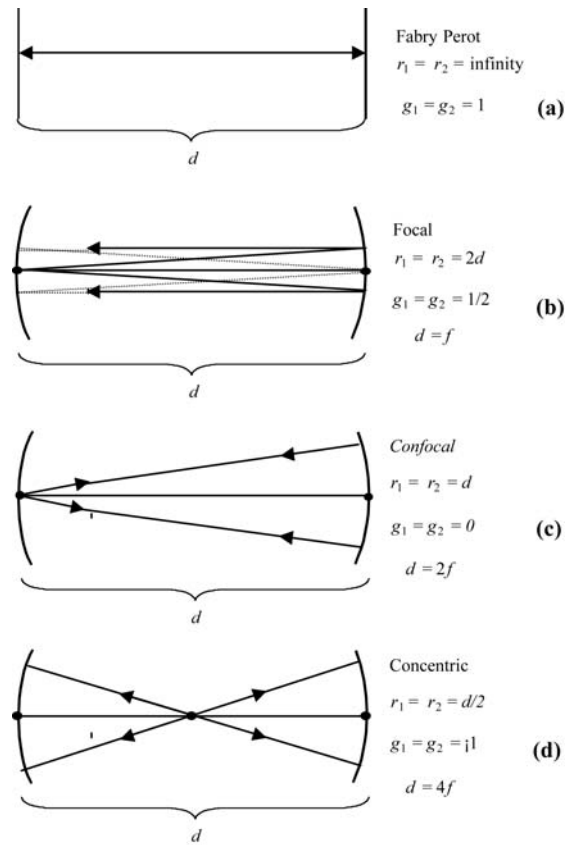 Fabry Perot
r₁ = r₂ = infinity
g₁ = g₂ = 1
(a)
d
Focal
r₁ = r₂ = 2d
g₁ = g₂ = 1/2
(b)
d = f
d
Confocal
r₁ = r₂ = d
g₁ = g₂ = 0
(c)
d = 2f
d
Concentric
r₁ = r₂ = d/2
g₁ = g₂ = ¡1
(d)
d = 4f
d